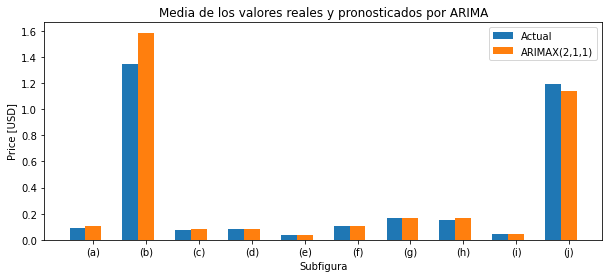 Media de los valores reales y pronosticados por ARIMA
Actual
ARIMAX(2,1,1)
Price [USD]
1.6
1.4
1.2
1.0
0.8
0.6
0.4
0.2
0.0
(a) (b) (c) (d) (e) (f) (g) (h) (i) (j)
Subfigura